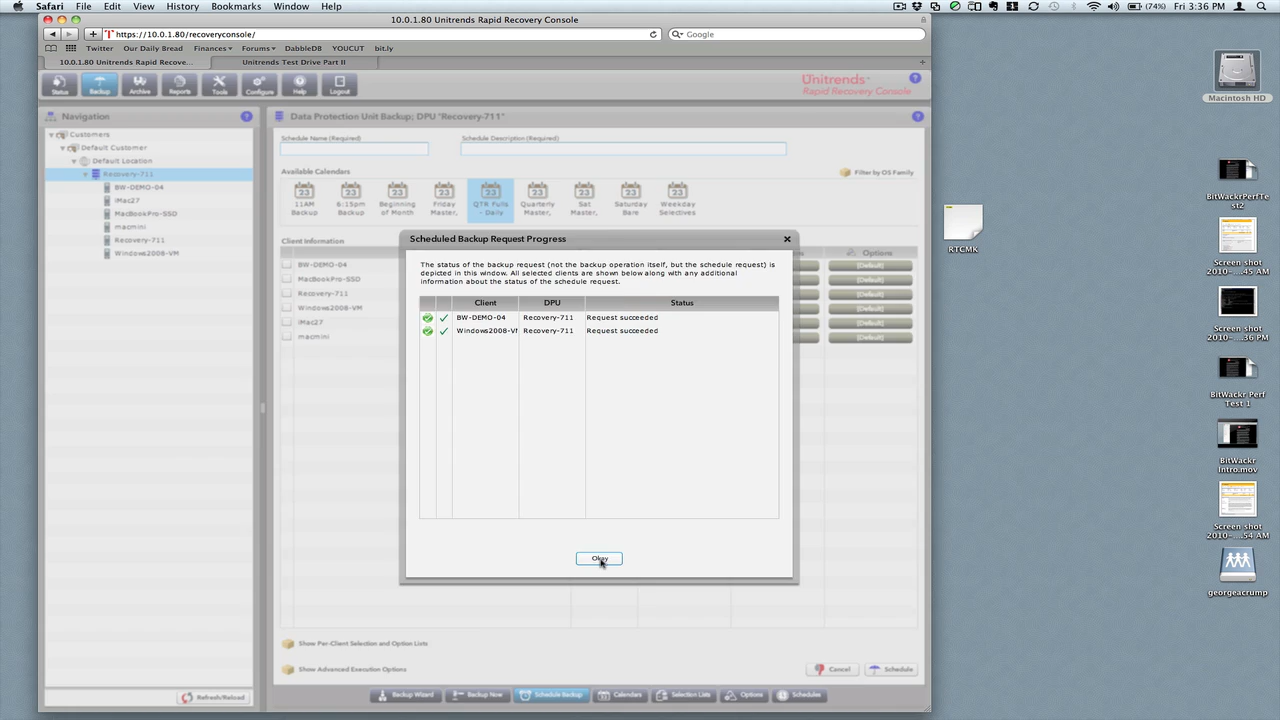 Safari File Edit View History Bookmarks Window Help
(74%) Fri 3:36 PM
10.0.1.80 Unitrends Rapid Recovery Console
https://10.0.1.80/recoveryconsole/
Google
Twitter Our Daily Bread Finances Forums DabbleDB YOUCUT bit.ly
10.0.1.80 Unitrends Rapid Recove...
Unitrends Test Drive Part II
Status Backup Archive Reports Tools Configure Help Logout
Unitrends
Rapid Recovery Console
Navigation
Customers
Default Customer
Default Location
Recovery-711
BW-DEMO-04
iMac27
MacBookPro-SSD
macmini
Recovery-711
Windows2008-VM
Refresh/Reload
Data Protection Unit Backup; DPU "Recovery-711"
Schedule Name (Required)
Schedule Description (Required)
Available Calendars
Filter by OS Family
11AM Backup
6:15pm Backup
Beginning of Month
Friday Master,
QTR Fulls - Daily
Quarterly Master,
Sat Master,
Saturday Bare
Weekday Selectives
Client Information
Options
BW-DEMO-04 [Default]
MacBookPro-SSD [Default]
Recovery-711 [Default]
Windows2008-VM [Default]
iMac27 [Default]
macmini [Default]
Scheduled Backup Request Progress
The status of the backup request (not the backup operation itself, but the schedule request) is
depicted in this window. All selected clients are shown below along with any additional
information about the status of the schedule request.
Client DPU Status
BW-DEMO-04 Recovery-711 Request succeeded
Windows2008-VM Recovery-711 Request succeeded
Okay
Show Per-Client Selection and Option Lists
Show Advanced Execution Options
Cancel
Schedule
Backup Wizard Backup Now Schedule Backup Calendars Selection Lists Options Schedules
Macintosh HD
RTCMK
BitWackrPerfTe
st2
Screen shot
2010-....45 AM
Screen shot
2010-....36 PM
BitWackr Perf
Test 1
BitWackr
Intro.mov
Screen shot
2010-....54 AM
georgeacrump